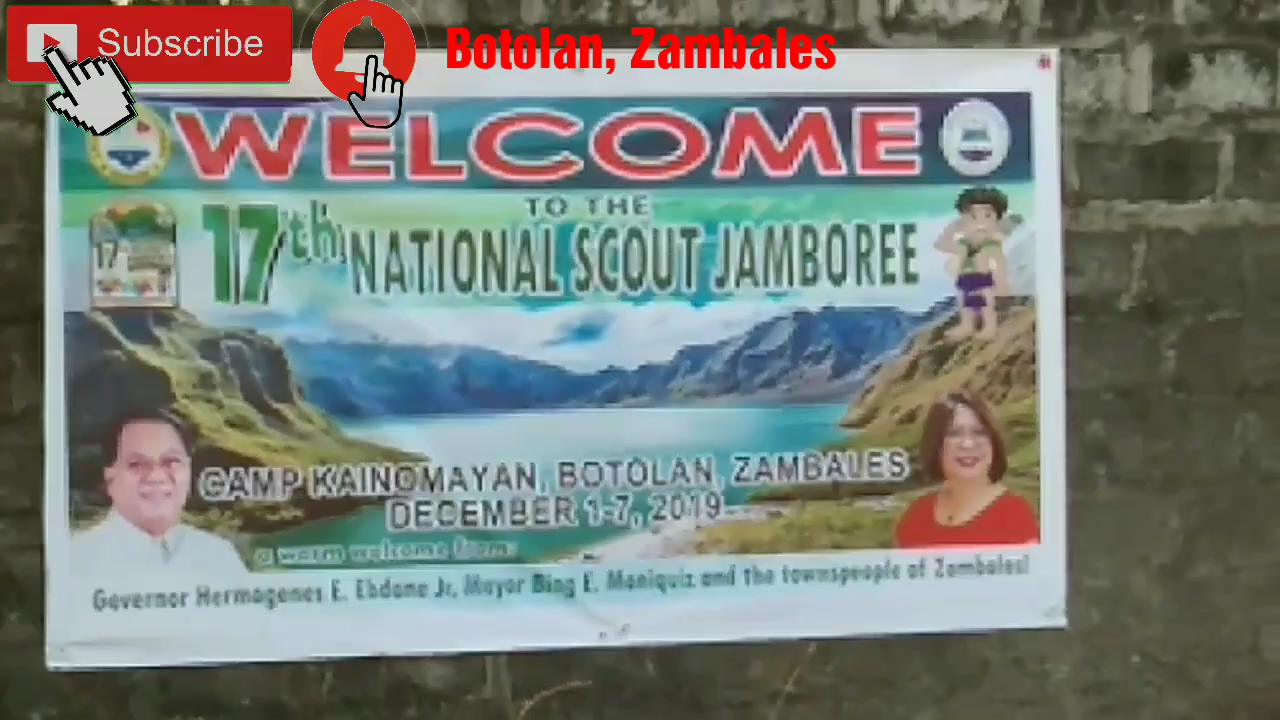 Subscribe
Botolan, Zambales
WELCOME
TO THE
17
17th NATIONAL SCOUT JAMBOREE
CAMP KAINOMAYAN, BOTOLAN, ZAMBALES
DECEMBER 1-7, 2019
a warm welcome from:
Governor Hermogenes E. Ebdane Jr, Mayor Bing E. Maniquiz and the townspeople of Zambales!